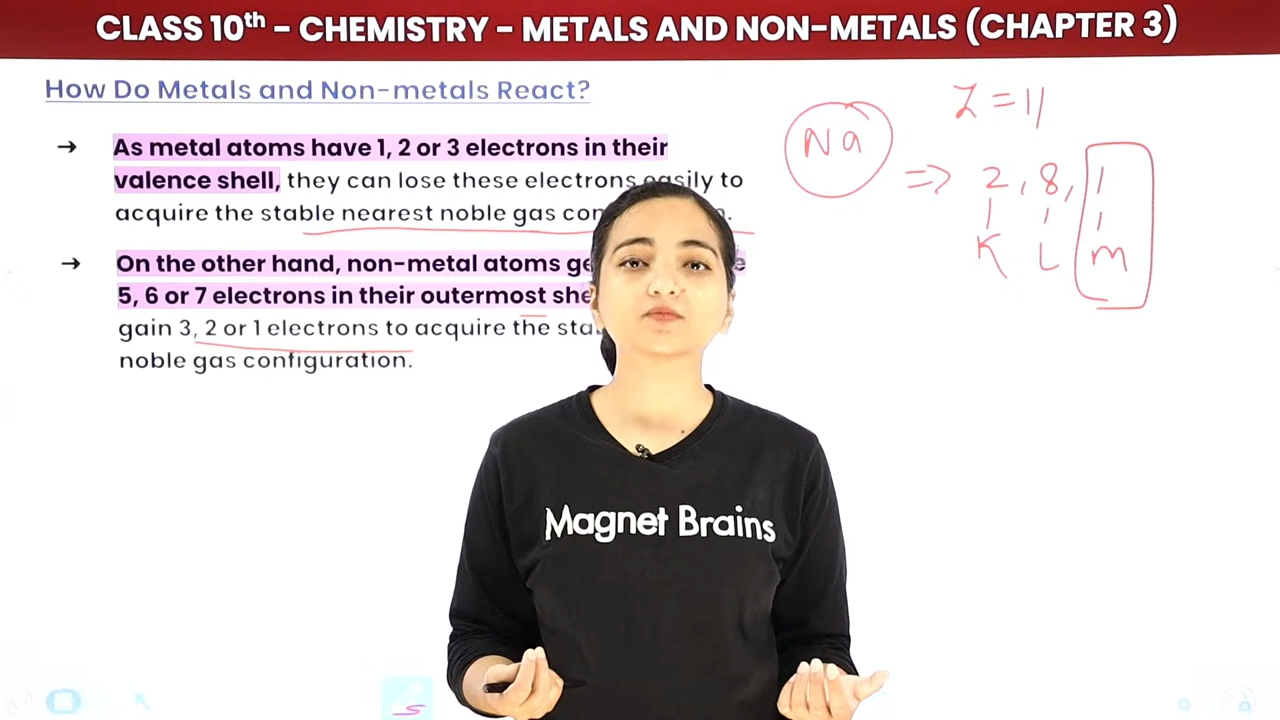 CLASS 10th - CHEMISTRY - METALS AND NON-METALS (CHAPTER 3)
How Do Metals and Non-metals React?
→ As metal atoms have 1, 2 or 3 electrons in their
valence shell, they can lose these electrons easily to
acquire the stable nearest noble gas
→ On the other hand, non-metal atoms
5, 6 or 7 electrons in their outermost
gain 3, 2 or 1 electrons to acquire the
noble gas configuration.
Na
Z = 11
⇒ 2, 8, 1
K L M
Magnet Brains
S